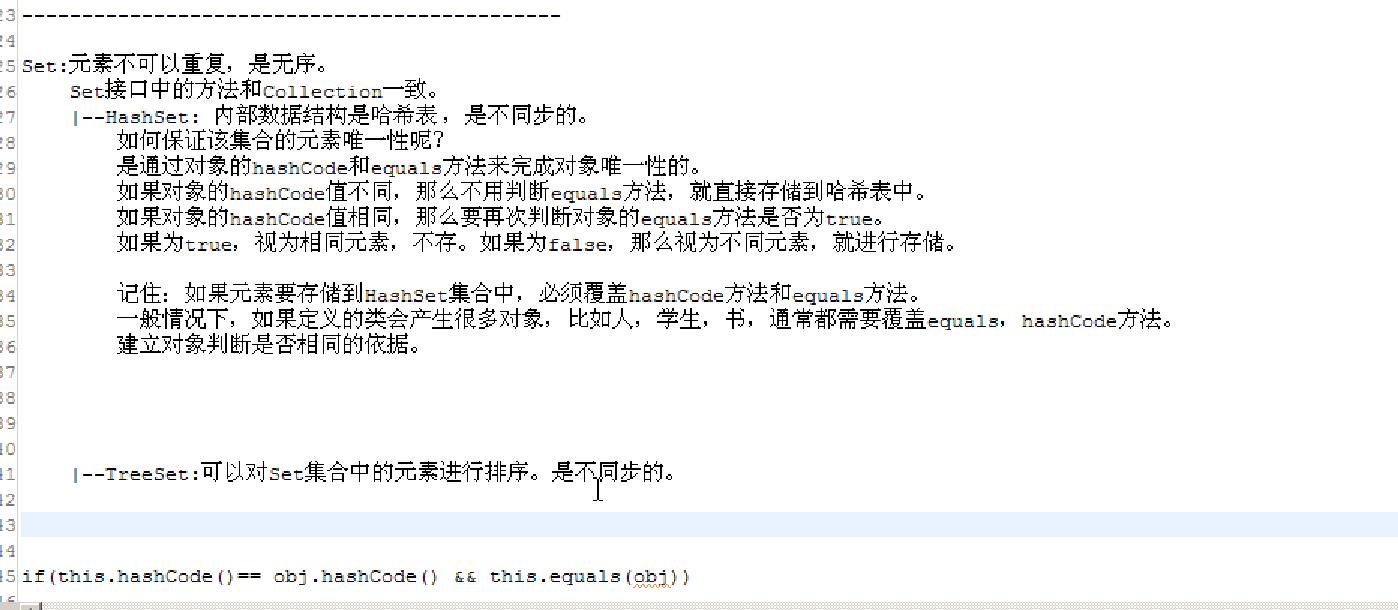 23--------------------------------------------
24
25Set:元素不可以重复，是无序。
26 Set接口中的方法和Collection一致。
27 |--HashSet: 内部数据结构是哈希表，是不同步的。
28 如何保证该集合的元素唯一性呢？
29 是通过对象的hashCode和equals方法来完成对象唯一性的。
30 如果对象的hashCode值不同，那么不用判断equals方法，就直接存储到哈希表中。
31 如果对象的hashCode值相同，那么要再次判断对象的equals方法是否为true。
32 如果为true，视为相同元素，不存。如果为false，那么视为不同元素，就进行存储。
33
34 记住：如果元素要存储到HashSet集合中，必须覆盖hashCode方法和equals方法。
35 一般情况下，如果定义的类会产生很多对象，比如人，学生，书，通常都需要覆盖equals，hashCode方法。
36 建立对象判断是否相同的依据。
37
38
39
40
41 |--TreeSet:可以对Set集合中的元素进行排序。是不同步的。
42
43
44
45if(this.hashCode()== obj.hashCode() && this.equals(obj))